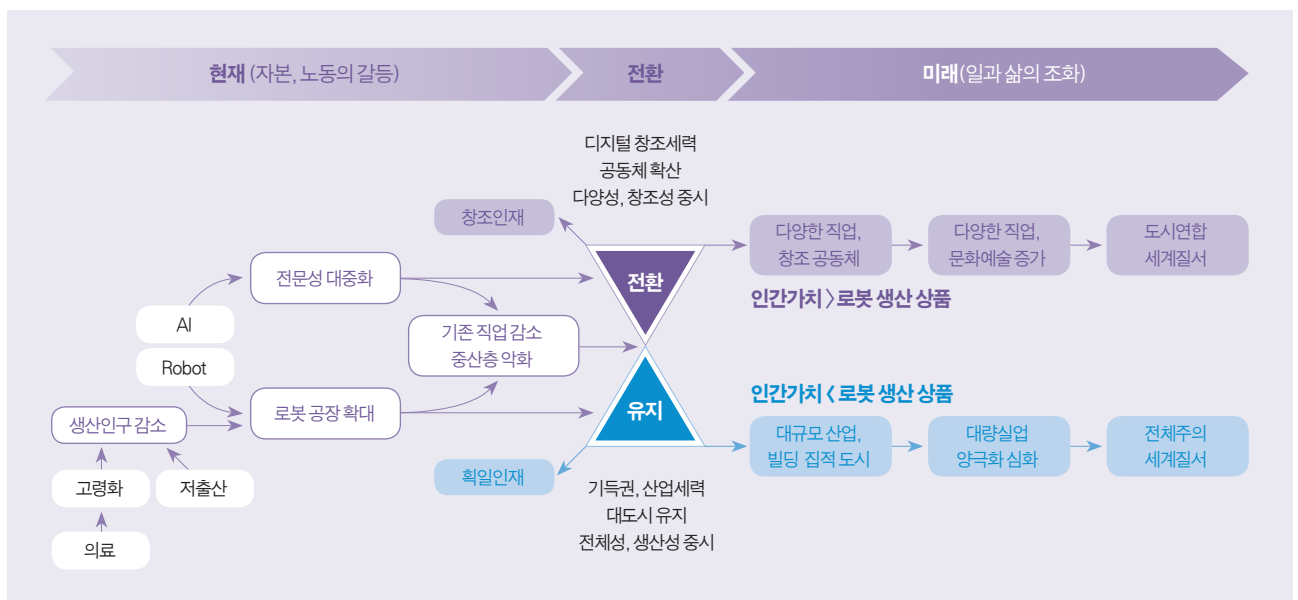 현재 (자본, 노동의 갈등)
전환
미래(일과 삶의 조화)
디지털 창조세력
공동체 확산
다양성, 창조성 중시
창조인재
다양한 직업,
창조 공동체
다양한 직업,
문화예술 증가
도시연합
세계질서
전문성 대중화
전환
인간가치 〉 로봇 생산 상품
AI
기존 직업 감소
중산층 악화
Robot
인간가치 〈 로봇 생산 상품
로봇 공장 확대
유지
생산인구 감소
대규모 산업,
빌딩 집적 도시
대량실업
양극화 심화
전체주의
세계질서
획일인재
고령화
저출산
기득권, 산업세력
대도시 유지
전체성, 생산성 중시
의료